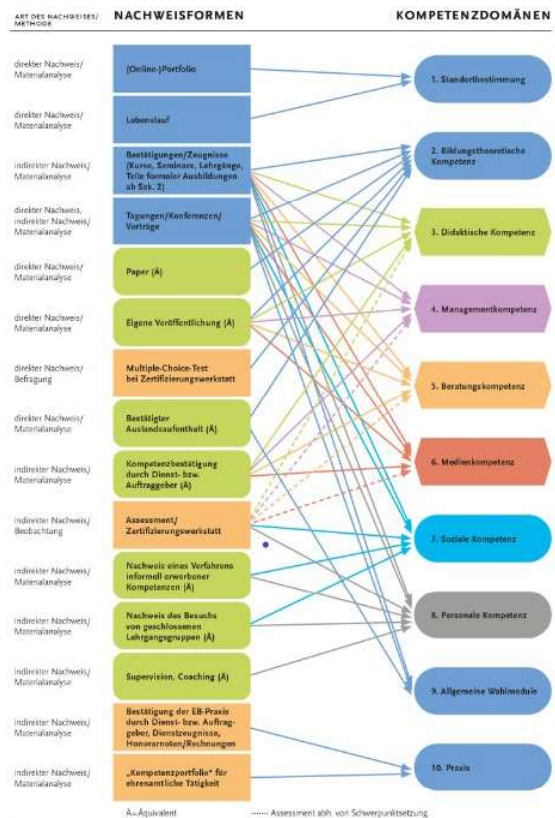 ART DES NACHWEISES/
METHODE
NACHWEISFORMEN
KOMPETENZDOMÄNEN
direkter Nachweis/
Materialanalyse
(Online-)Portfolio
1. Standortbestimmung
direkter Nachweis/
Materialanalyse
Lebenslauf
2. Bildungstheoretische
Kompetenz
indirekter Nachweis/
Materialanalyse
Bestätigungen/Zeugnisse
(Kurse, Seminare, Lehrgänge,
Teile formaler Ausbildungen
ab Sek. 2)
direkter Nachweis,
indirekter Nachweis/
Materialanalyse
Tagungen/Konferenzen/
Vorträge
3. Didaktische Kompetenz
direkter Nachweis/
Materialanalyse
Paper (Ä)
4. Managementkompetenz
direkter Nachweis/
Materialanalyse
Eigene Veröffentlichung (Ä)
direkter Nachweis/
Befragung
Multiple-Choice-Test
bei Zertifizierungswerkstatt
5. Beratungskompetenz
direkter Nachweis/
Materialanalyse
Bestätigter
Auslandsaufenthalt (Ä)
6. Medienkompetenz
indirekter Nachweis/
Materialanalyse
Kompetenzbestätigung
durch Dienst- bzw.
Auftraggeber (Ä)
indirekter Nachweis/
Beobachtung
Assessment/
Zertifizierungswerkstatt
7. Soziale Kompetenz
indirekter Nachweis/
Materialanalyse
Nachweis eines Verfahrens
informell erworbener
Kompetenzen (Ä)
8. Personale Kompetenz
indirekter Nachweis/
Materialanalyse
Nachweis des Besuchs
von geschlossenen
Lehrgangsgruppen (Ä)
indirekter Nachweis/
Materialanalyse
Supervision, Coaching (Ä)
9. Allgemeine Wahlmodule
indirekter Nachweis/
Materialanalyse
Bestätigung der EB-Praxis
durch Dienst- bzw. Auftrag-
geber, Dienstzeugnisse,
Honorarnoten/Rechnungen
10. Praxis
indirekter Nachweis/
Materialanalyse
„Kompetenzportfolio“ für
ehrenamtliche Tätigkeit
Ä=Äquivalent
Assessment abh. von Schwerpunktsetzung